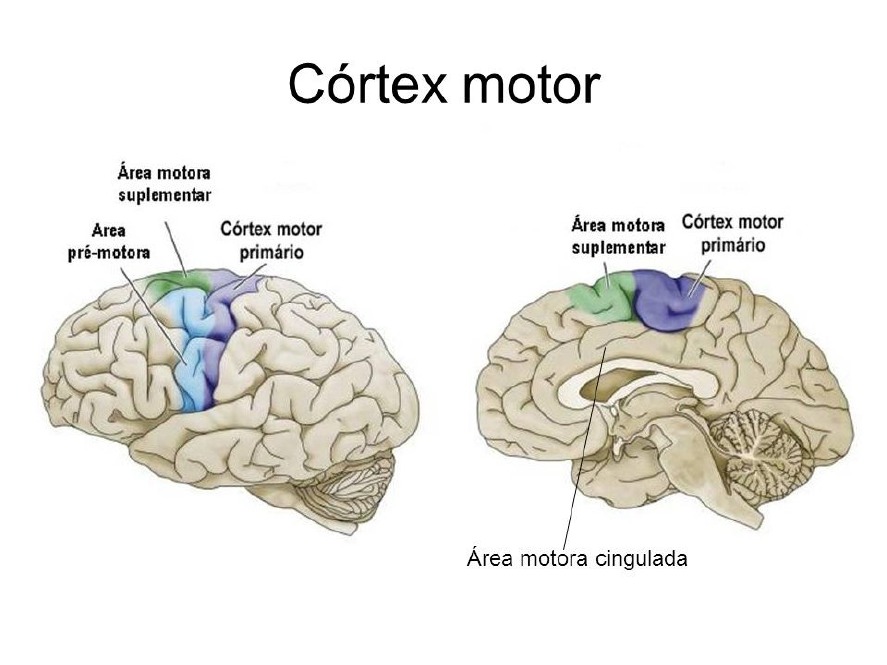 Córtex motor
Área motora
suplementar
Area
pré-motora
Córtex motor
primário
Área motora
suplementar
Córtex motor
primário
Área motora cingulada